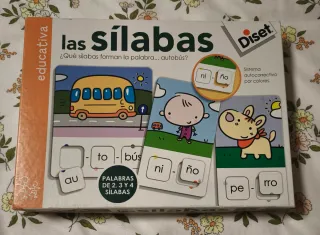 educativa
las sílabas
Diset
¿Qué sílabas forman la palabra... autobús?
ni - ño
Sistema
autocorrectivo
por colores
- to - bús
au
ni - ño
pe - rro
PALABRAS
DE 2, 3 Y 4
SÍLABAS